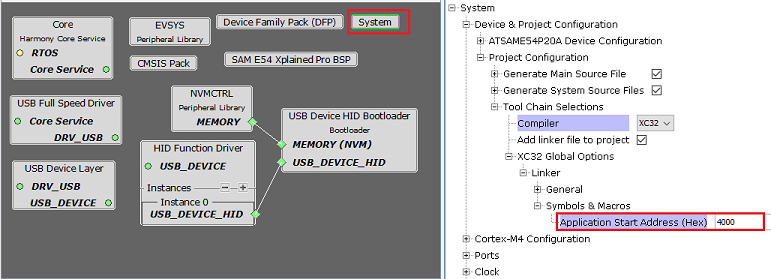 Core
Harmony Core Service
RTOS
Core Service
EVSYS
Peripheral Library
Device Family Pack (DFP)
System
CMSIS Pack
SAM E54 Xplained Pro BSP
USB Full Speed Driver
Core Service
DRV_USB
NVMCTRL
Peripheral Library
MEMORY
USB Device HID Bootloader
Bootloader
MEMORY (NVM)
USB_DEVICE_HID
HID Function Driver
USB_DEVICE
Instances
Instance 0
USB_DEVICE_HID
USB Device Layer
DRV_USB
USB_DEVICE
System
Device & Project Configuration
ATSAME54P20A Device Configuration
Project Configuration
Generate Main Source File
Generate System Source Files
Tool Chain Selections
Compiler XC32
Add linker file to project
XC32 Global Options
Linker
General
Symbols & Macros
Application Start Address (Hex) 4000
Cortex-M4 Configuration
Ports
Clock